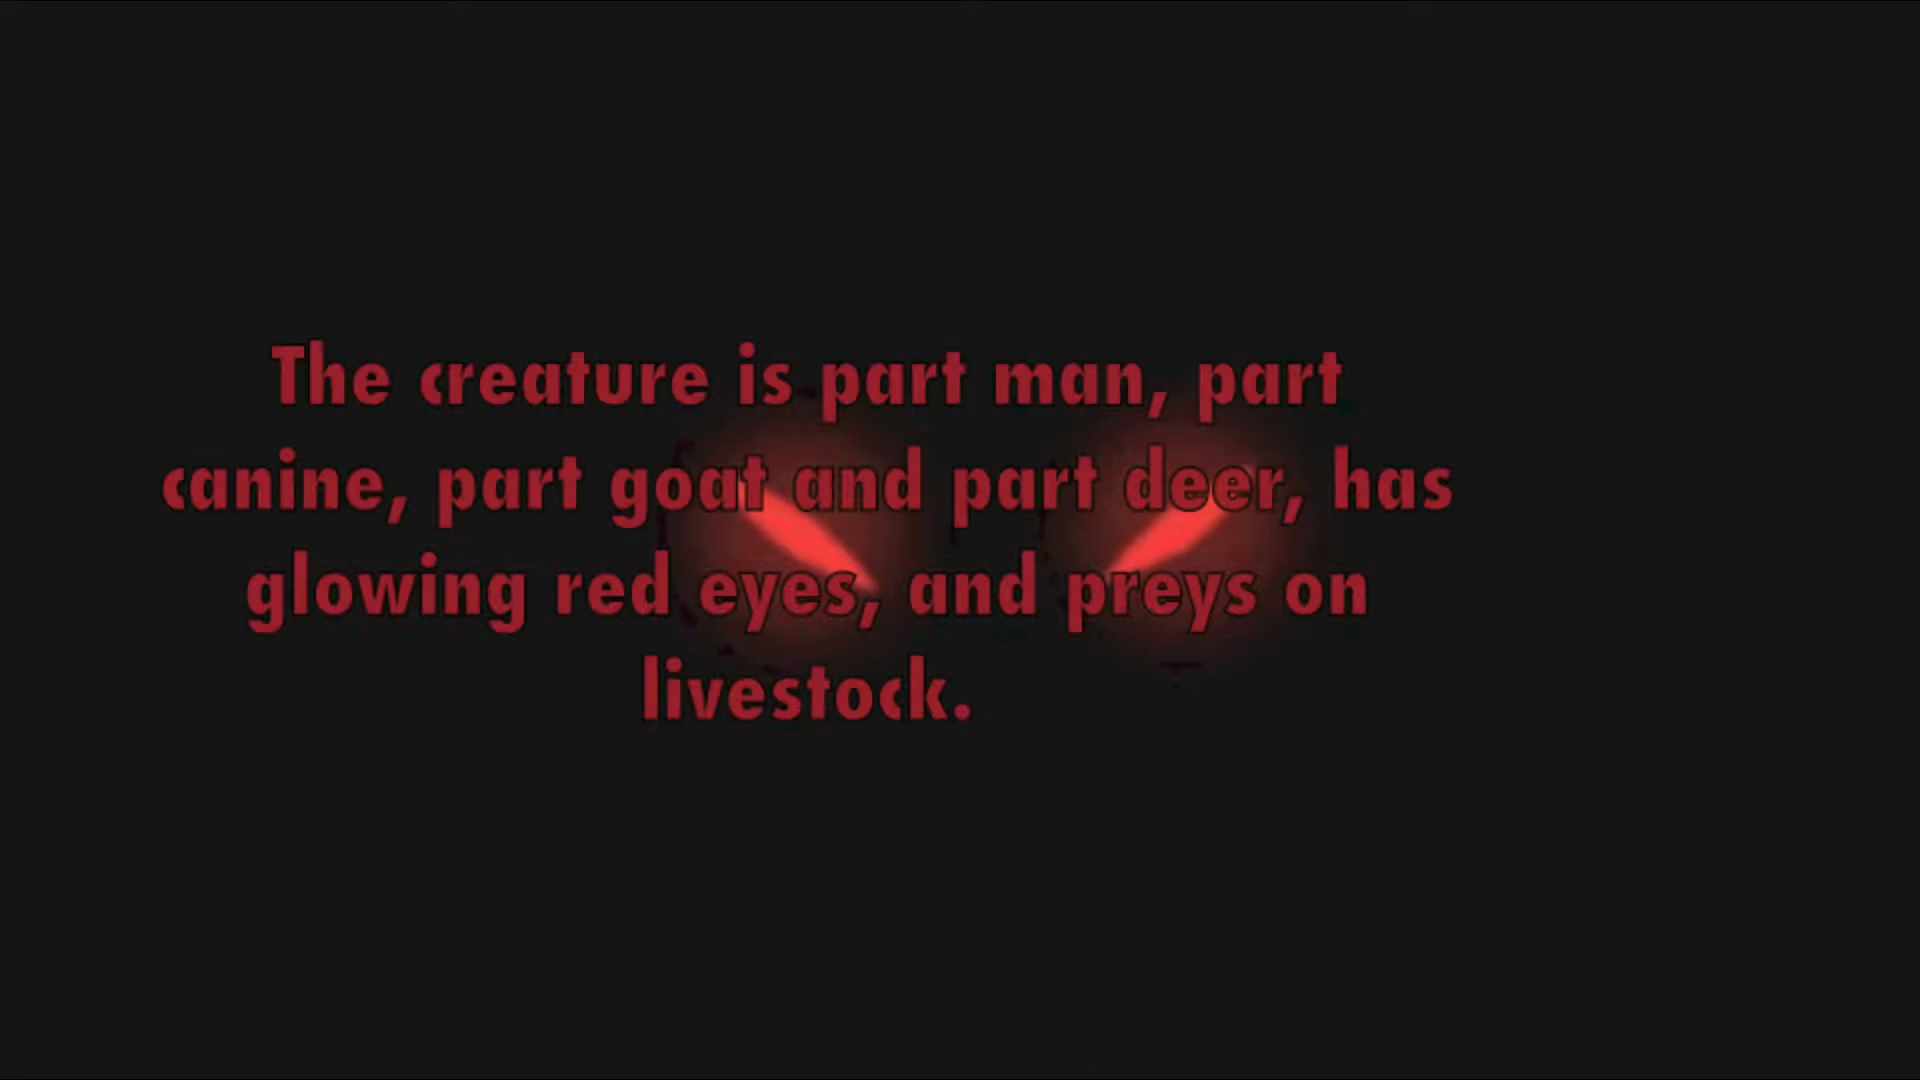 The creature is part man, part
canine, part goat and part deer, has
glowing red eyes, and preys on
livestock.